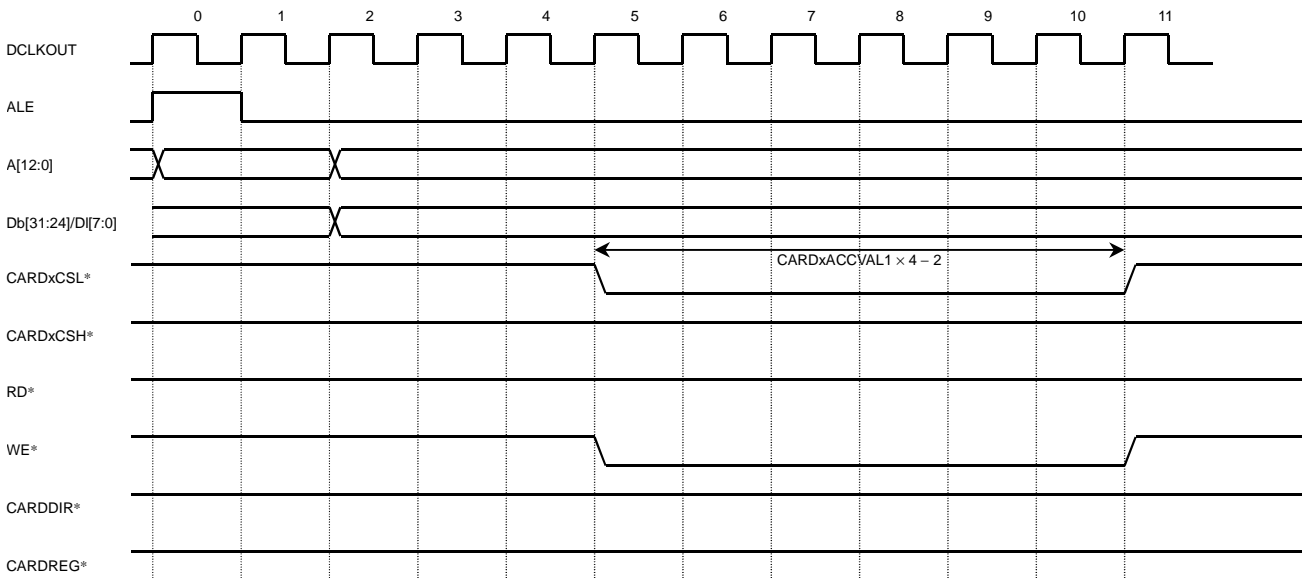 0 1 2 3 4 5 6 7 8 9 10 11
DCLKOUT
ALE
A[12:0]
Db[31:24]/Dl[7:0]
CARDxACCVAL1 × 4 − 2
CARDxCSL*
CARDxCSH*
RD*
WE*
CARDDIR*
CARDREG*